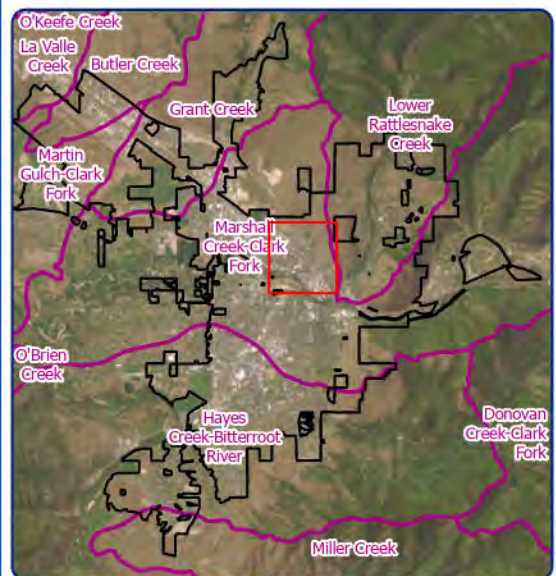 O'Keefe Creek
La Valle
Creek
Butler Creek
Grant Creek
Lower
Rattlesnake
Creek
Martin
Gulch-Clark
Fork
Marshall
Creek-Clark
Fork
O'Brien
Creek
Hayes
Creek-Bitterroot
River
Donovan
Creek-Clark
Fork
Miller Creek